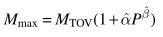 M_max = M_TOV(1 + α̂P^β̂)